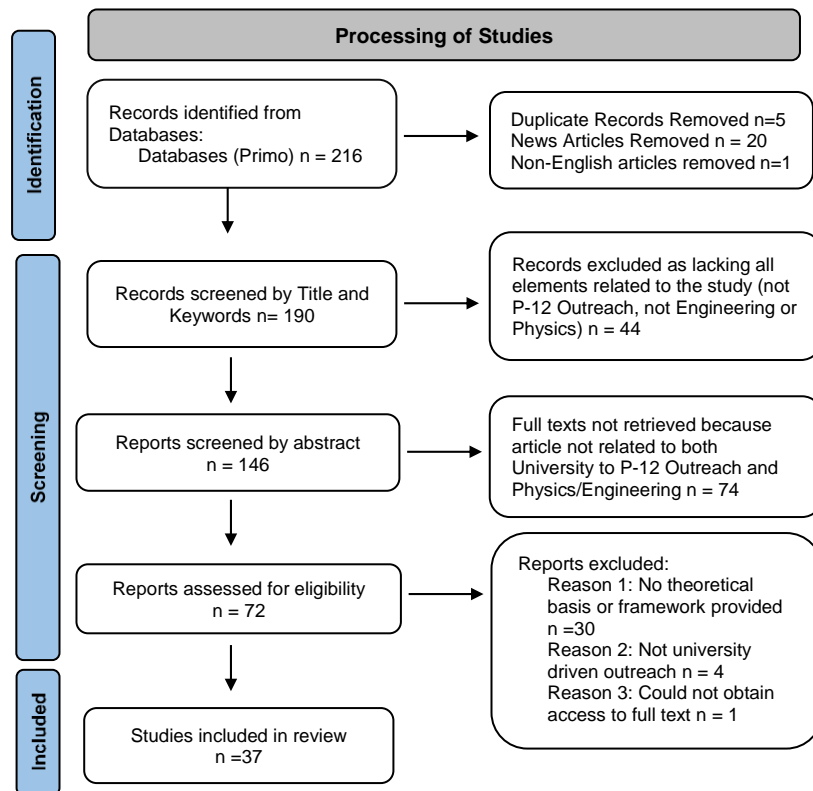 Processing of Studies
Identification
Records identified from
Databases:
Databases (Primo) n = 216
Duplicate Records Removed n=5
News Articles Removed n = 20
Non-English articles removed n=1
Screening
Records screened by Title and
Keywords n= 190
Records excluded as lacking all
elements related to the study (not
P-12 Outreach, not Engineering or
Physics) n = 44
Reports screened by abstract
n = 146
Full texts not retrieved because
article not related to both
University to P-12 Outreach and
Physics/Engineering n = 74
Reports assessed for eligibility
n = 72
Reports excluded:
Reason 1: No theoretical
basis or framework provided
n =30
Reason 2: Not university
driven outreach n = 4
Reason 3: Could not obtain
access to full text n = 1
Included
Studies included in review
n =37